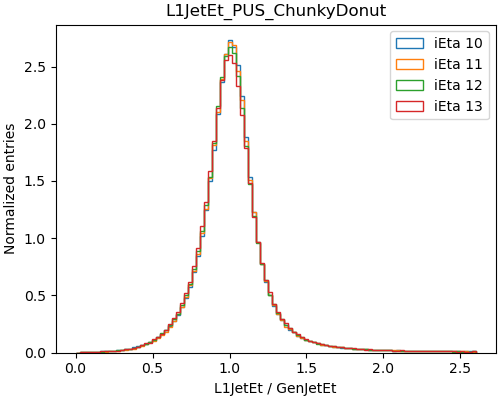 L1JetEt_PUS_ChunkyDonut
iEta 10
iEta 11
iEta 12
iEta 13
Normalized entries
2.5
2.0
1.5
1.0
0.5
0.0
0.0 0.5 1.0 1.5 2.0 2.5
L1JetEt / GenJetEt